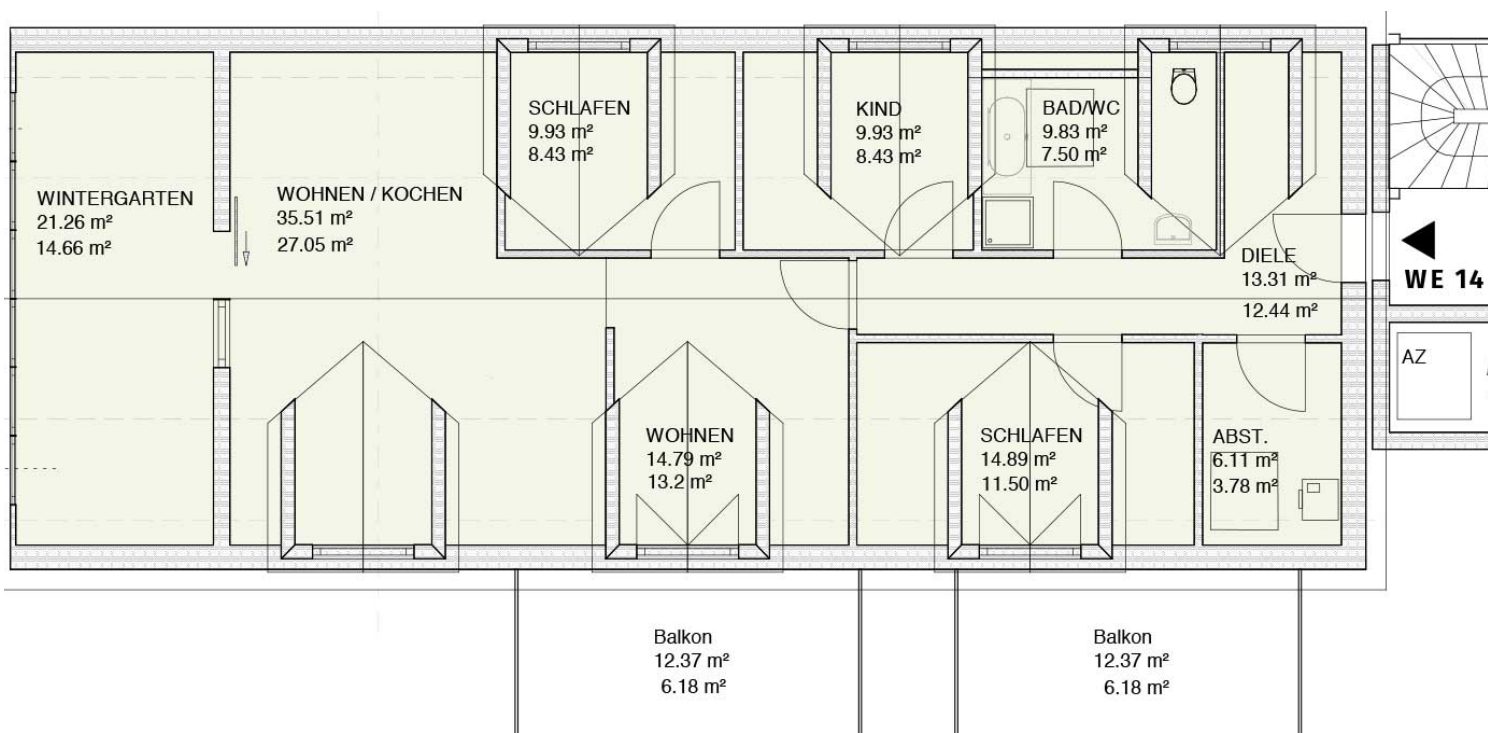 SCHLAFEN
9.93 m²
8.43 m²
KIND
9.93 m²
8.43 m²
BAD/WC
9.83 m²
7.50 m²
WINTERGARTEN
21.26 m²
14.66 m²
WOHNEN / KOCHEN
35.51 m²
27.05 m²
DIELE
13.31 m²
12.44 m²
WE 14
AZ
WOHNEN
14.79 m²
13.2 m²
SCHLAFEN
14.89 m²
11.50 m²
ABST.
6.11 m²
3.78 m²
Balkon
12.37 m²
6.18 m²
Balkon
12.37 m²
6.18 m²